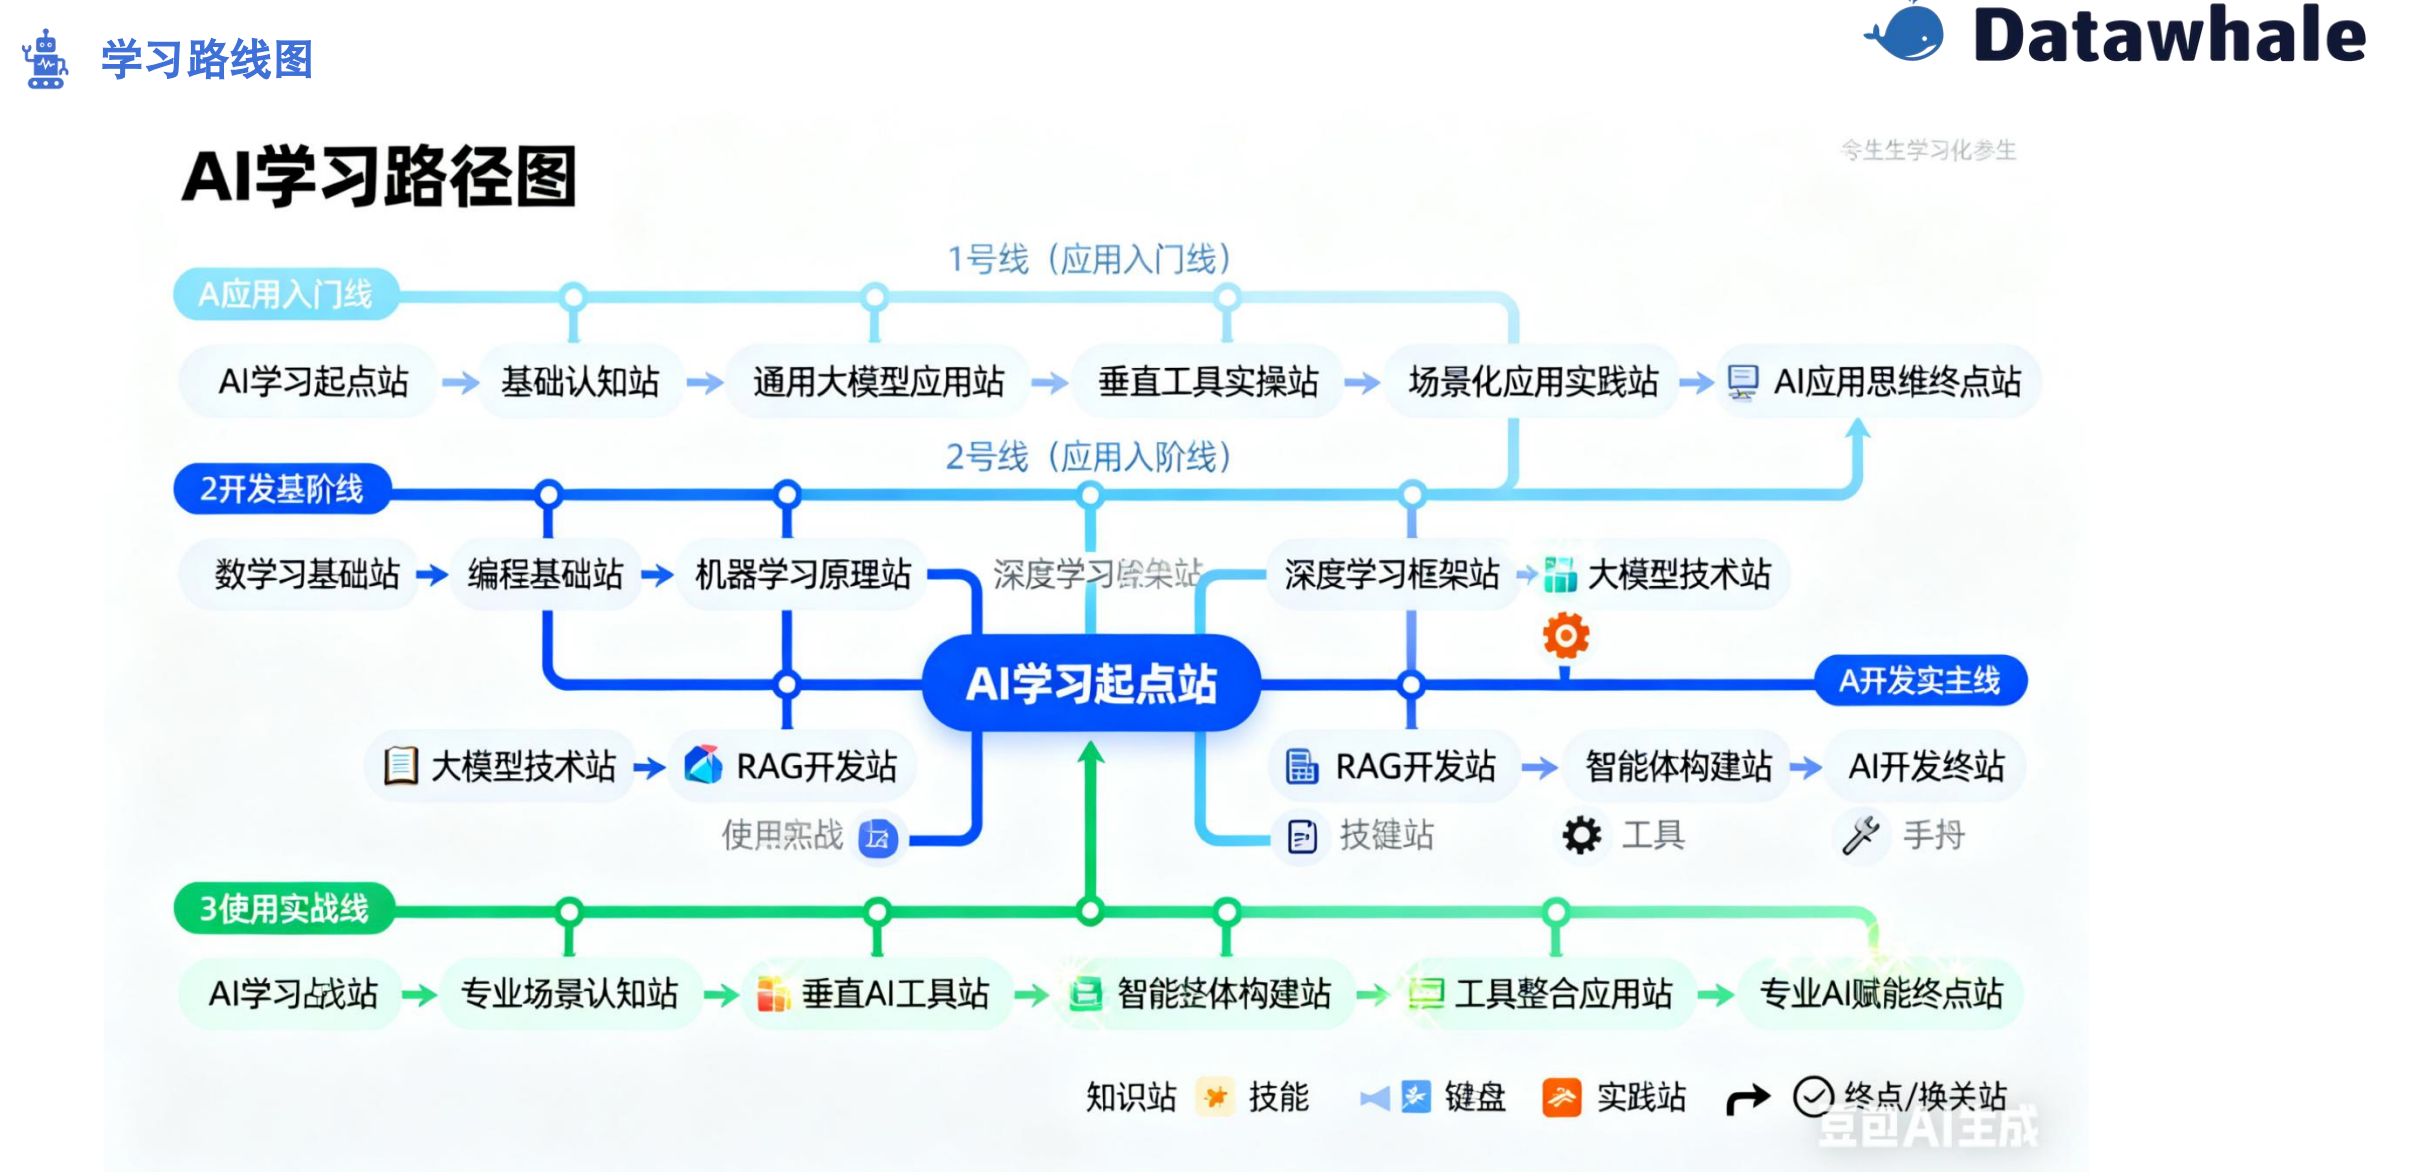 学习路线图
Datawhale
AI学习路径图
令生生学习化参生
1号线（应用入门线）
A应用入门线
AI学习起点站 基础认知站 通用大模型应用站 垂直工具实操站 场景化应用实践站 AI应用思维终点站
2号线（应用入阶线）
2开发基阶线
数学习基础站 编程基础站 机器学习原理站 深度学习 站 深度学习框架站 大模型技术站
AI学习起点站
A开发实主线
大模型技术站 RAG开发站 RAG开发站 智能体构建站 AI开发终站
使用实战 技键站 工具 手拇
3使用实战线
AI学习战站 专业场景认知站 垂直AI工具站 智能整体构建站 工具整合应用站 专业AI赋能终点站
知识站 技能 键盘 实践站 终点/换关站
豆包AI生成